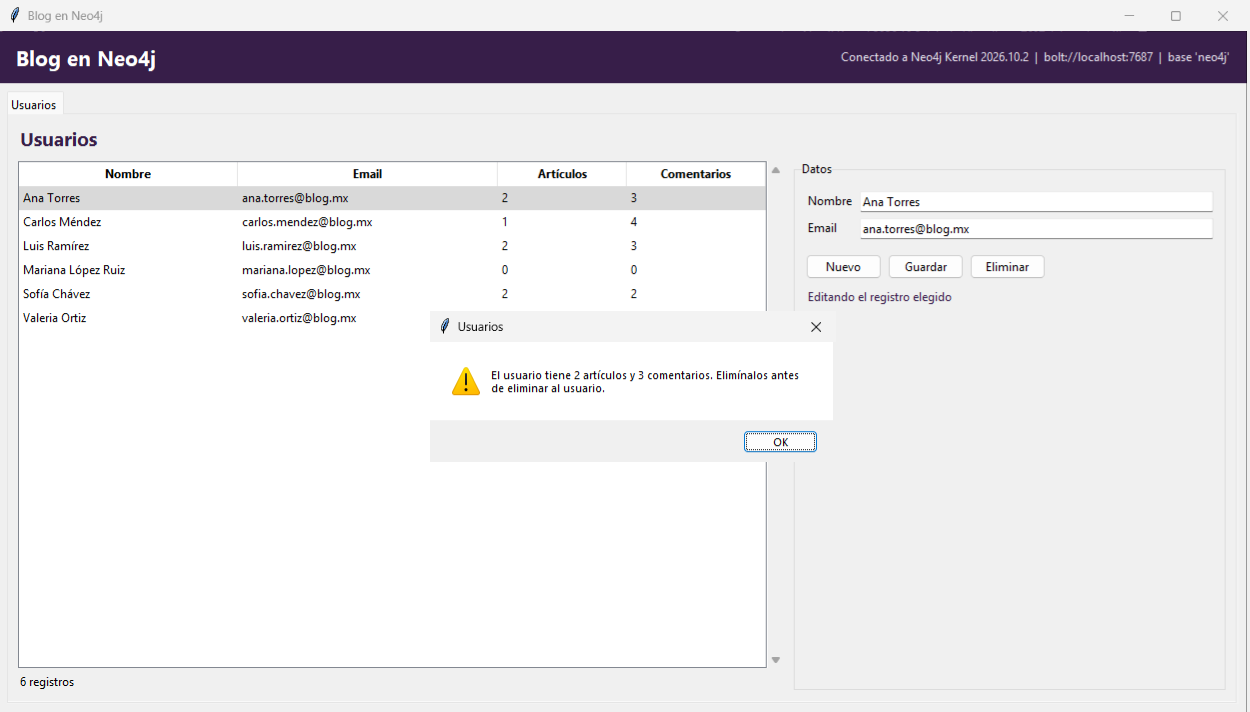 Blog en Neo4j
Blog en Neo4j
Conectado a Neo4j Kernel 2026.10.2 | bolt://localhost:7687 | base 'neo4j'
Usuarios
Usuarios
Nombre Email Artículos Comentarios
Ana Torres ana.torres@blog.mx 2 3
Carlos Méndez carlos.mendez@blog.mx 1 4
Luis Ramírez luis.ramirez@blog.mx 2 3
Mariana López Ruiz mariana.lopez@blog.mx 0 0
Sofía Chávez sofia.chavez@blog.mx 2 2
Valeria Ortiz valeria.ortiz@blog.mx
6 registros
Datos
Nombre Ana Torres
Email ana.torres@blog.mx
Nuevo Guardar Eliminar
Editando el registro elegido
Usuarios
El usuario tiene 2 artículos y 3 comentarios. Elimínalos antes
de eliminar al usuario.
OK